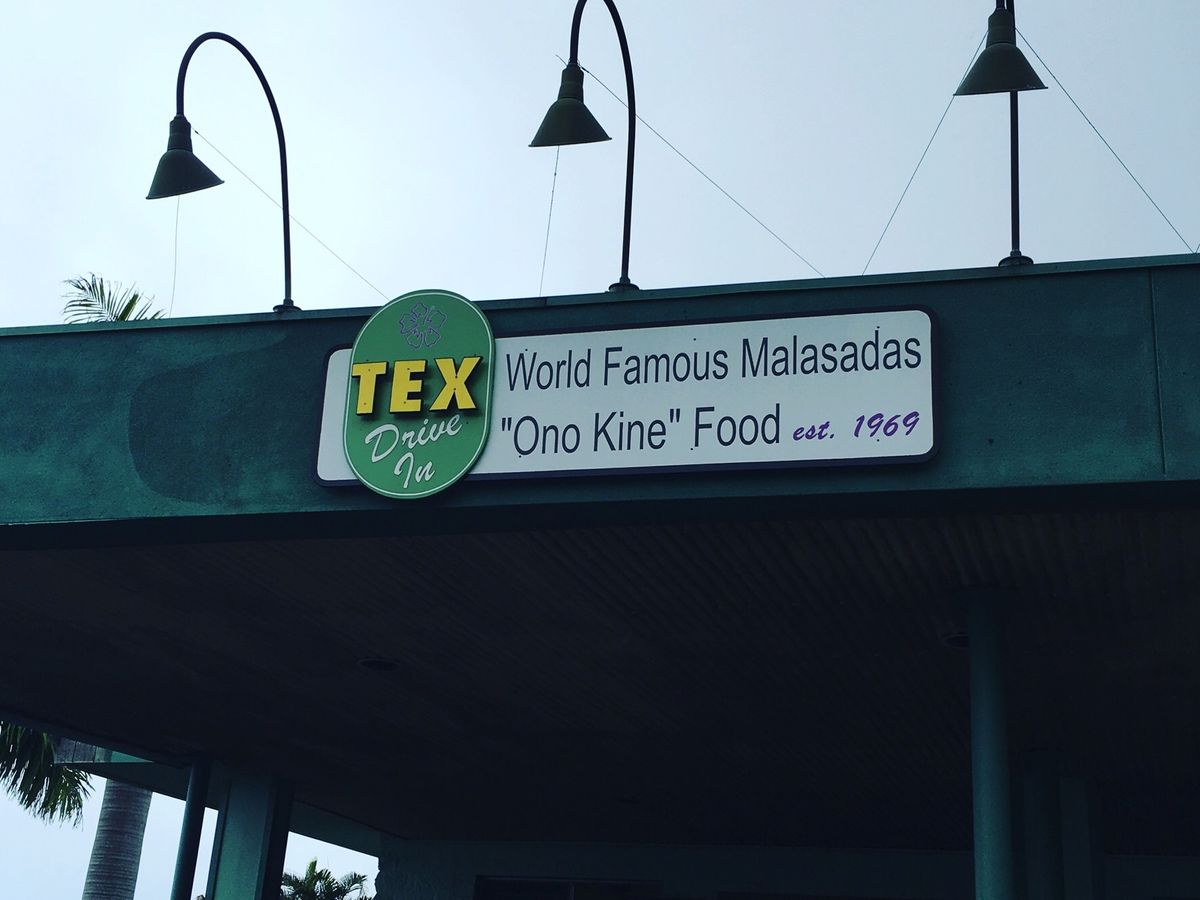 TEX
Drive
In
World Famous Malasadas
"Ono Kine" Food est. 1969